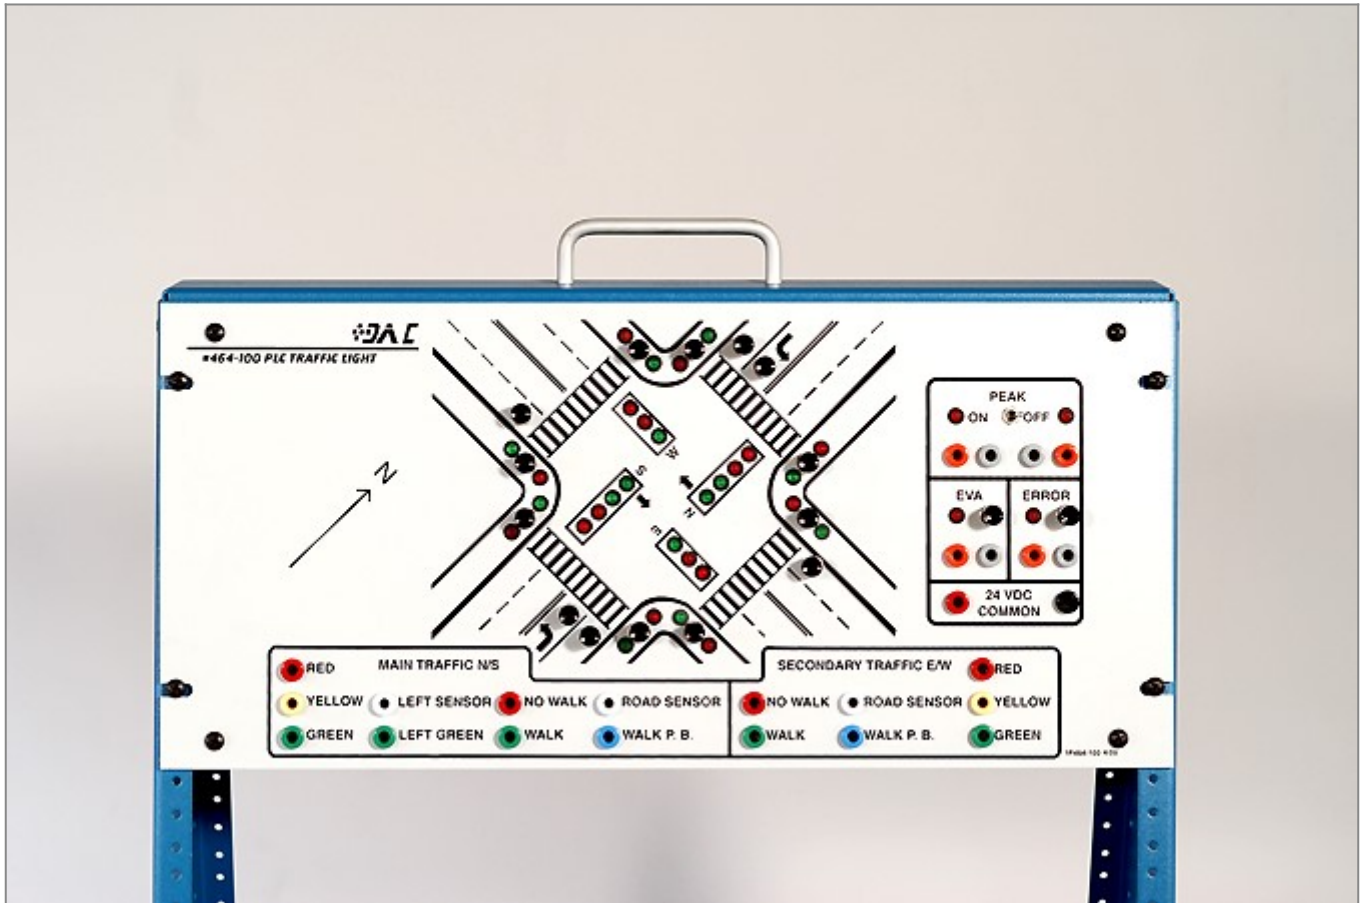 DAC
#464-100 PLC TRAFFIC LIGHT
N
W
S
N
E
PEAK
ON OFF
EVA ERROR
24 VDC
COMMON
RED MAIN TRAFFIC N/S
YELLOW LEFT SENSOR NO WALK ROAD SENSOR
GREEN LEFT GREEN WALK WALK P. B.
SECONDARY TRAFFIC E/W RED
NO WALK ROAD SENSOR YELLOW
WALK WALK P. B. GREEN